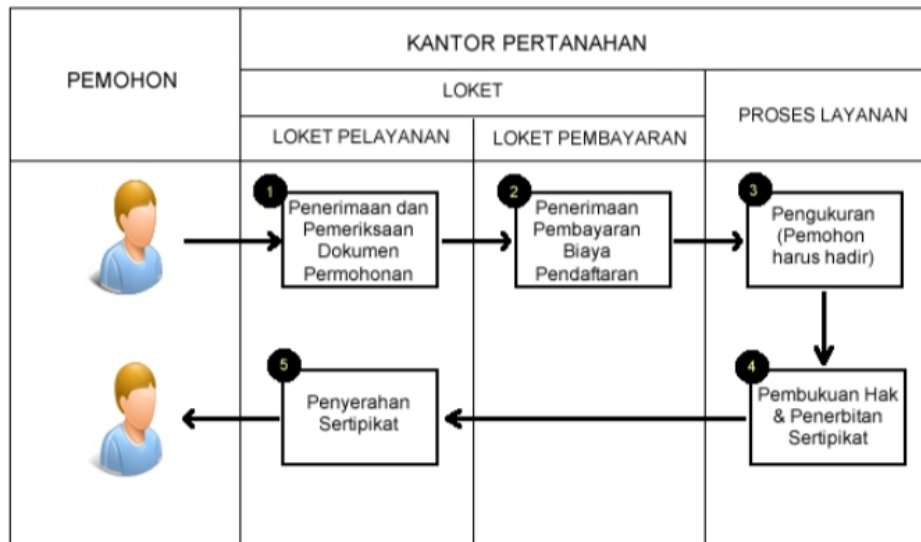 PEMOHON
KANTOR PERTANAHAN
LOKET
PROSES LAYANAN
LOKET PELAYANAN
LOKET PEMBAYARAN
1
Penerimaan dan
Pemeriksaan
Dokumen
Permohonan
2
Penerimaan
Pembayaran
Biaya
Pendaftaran
3
Pengukuran
(Pemohon
harus hadir)
4
Pembukuan Hak
& Penerbitan
Sertipikat
5
Penyerahan
Sertipikat